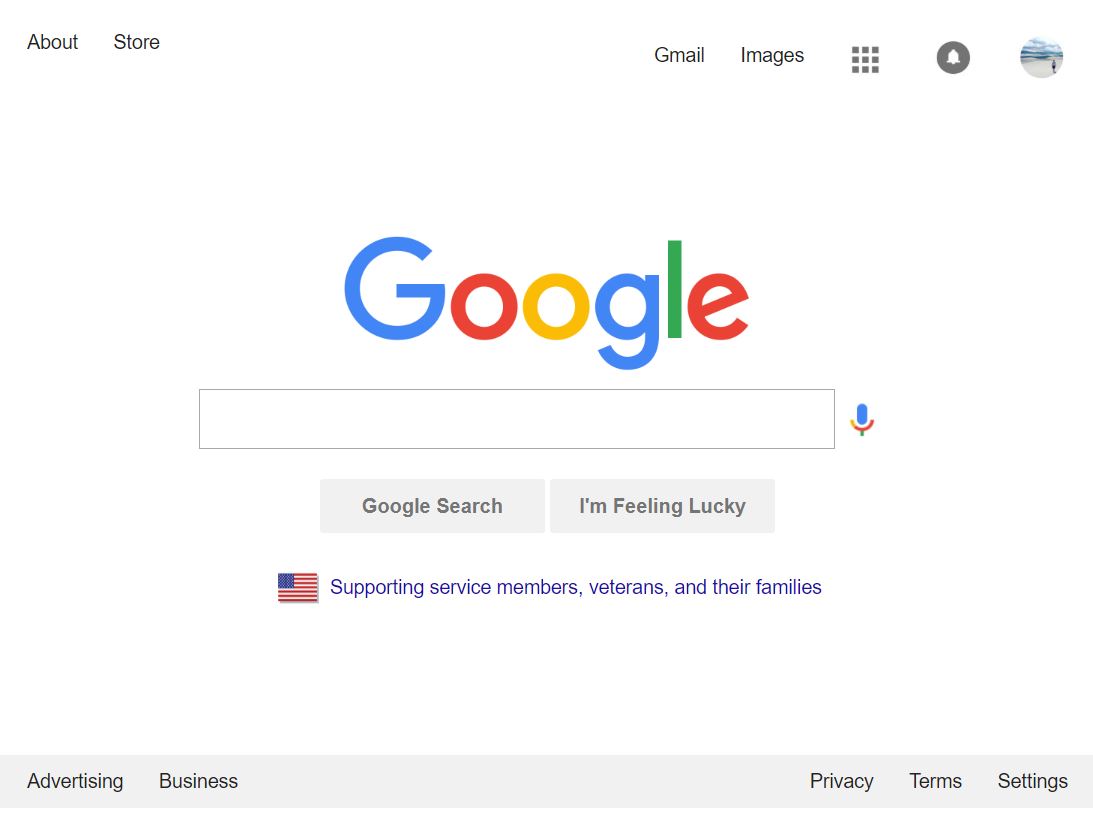 About Store
Gmail Images
Google
Google Search I'm Feeling Lucky
Supporting service members, veterans, and their families
Advertising Business Privacy Terms Settings